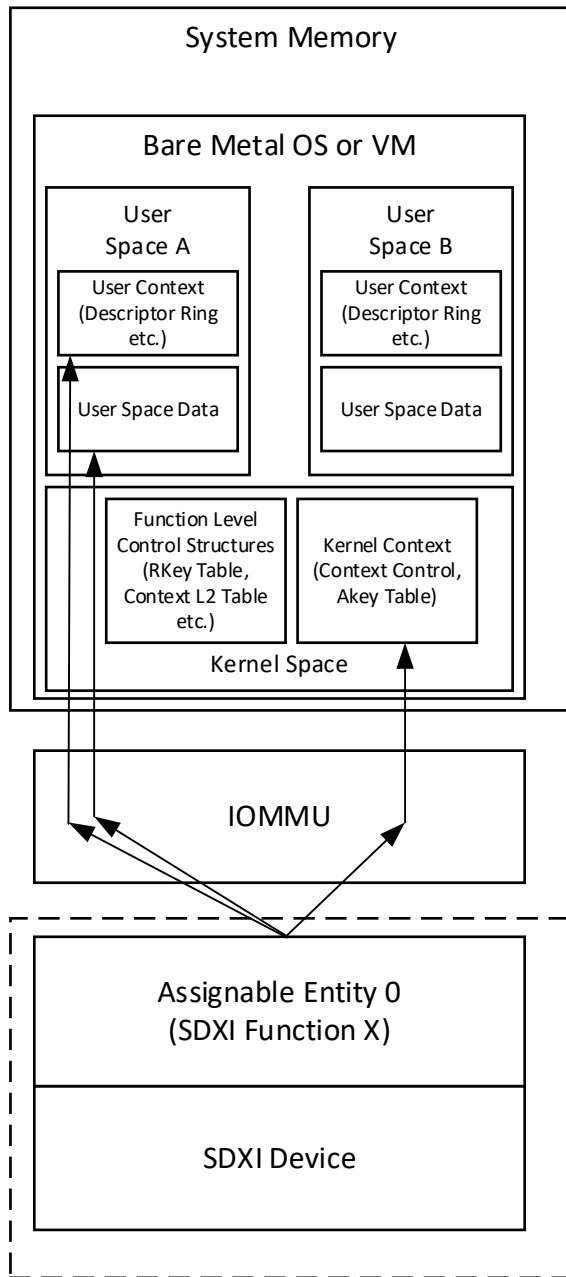 System Memory
Bare Metal OS or VM
User
Space A
User Context
(Descriptor Ring
etc.)
User Space Data
User
Space B
User Context
(Descriptor Ring
etc.)
User Space Data
Function Level
Control Structures
(RKey Table,
Context L2 Table
etc.)
Kernel Context
(Context Control,
Akey Table)
Kernel Space
IOMMU
Assignable Entity 0
(SDXI Function X)
SDXI Device